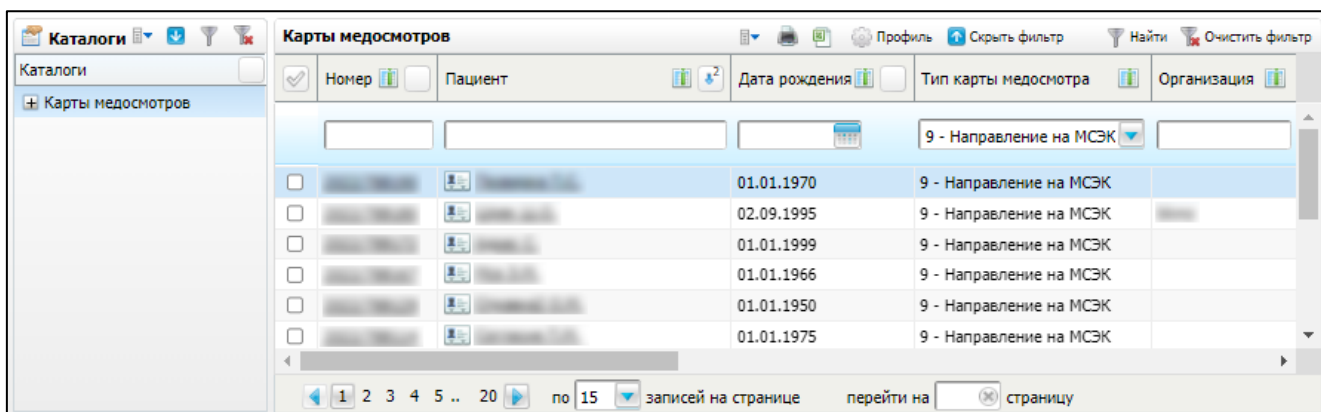 Каталоги
Каталоги
Карты медосмотров
Карты медосмотров Профиль Скрыть фильтр Найти Очистить фильтр
Номер Пациент 2 Дата рождения Тип карты медосмотра Организация
9 - Направление на МСЭК
01.01.1970 9 - Направление на МСЭК
02.09.1995 9 - Направление на МСЭК
01.01.1999 9 - Направление на МСЭК
01.01.1966 9 - Направление на МСЭК
01.01.1950 9 - Направление на МСЭК
01.01.1975 9 - Направление на МСЭК
1 2 3 4 5 .. 20 по 15 записей на странице перейти на страницу